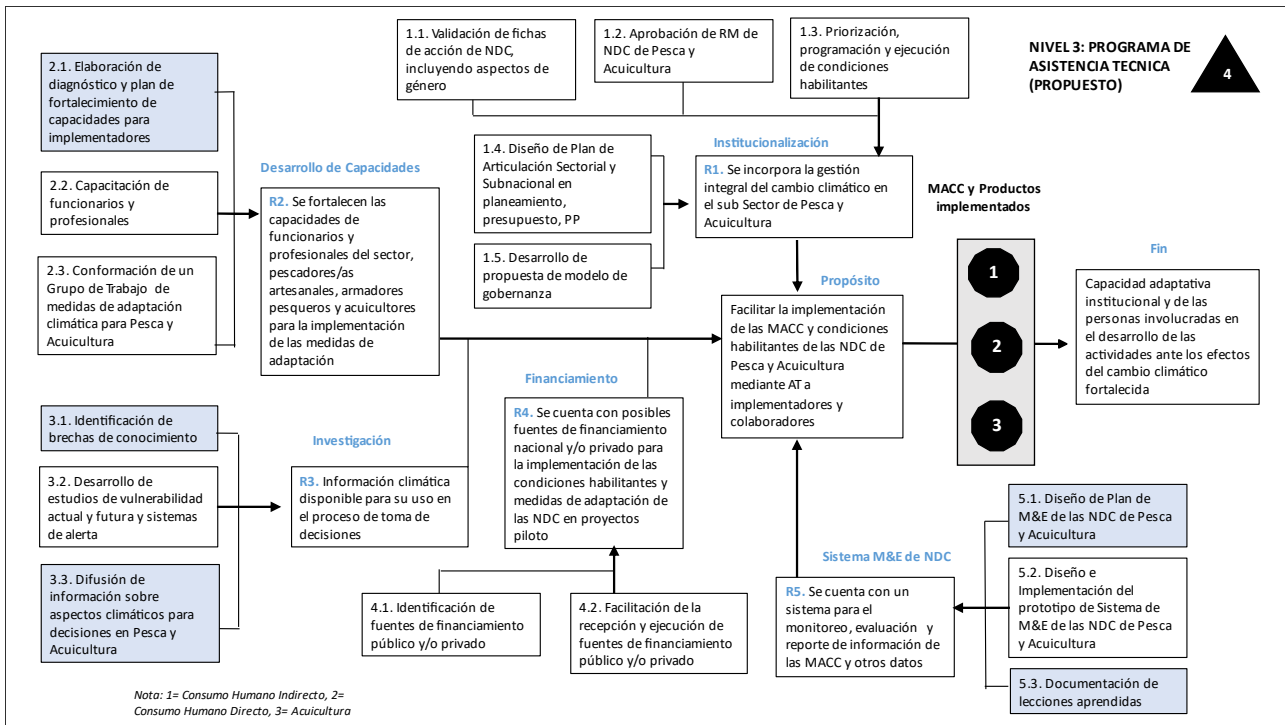 NIVEL 3: PROGRAMA DE
ASISTENCIA TECNICA
(PROPUESTO)
4
1.1. Validación de fichas
de acción de NDC,
incluyendo aspectos de
género
1.2. Aprobación de RM de
NDC de Pesca y
Acuicultura
1.3. Priorización,
programación y ejecución
de condiciones
habilitantes
2.1. Elaboración de
diagnóstico y plan de
fortalecimiento de
capacidades para
implementadores
2.2. Capacitación de
funcionarios y
profesionales
2.3. Conformación de un
Grupo de Trabajo de
medidas de adaptación
climática para Pesca y
Acuicultura
Desarrollo de Capacidades
R2. Se fortalecen las
capacidades de
funcionarios y
profesionales del sector,
pescadores/as
artesanales, armadores
pesqueros y acuicultores
para la implementación
de las medidas de
adaptación
1.4. Diseño de Plan de
Articulación Sectorial y
Subnacional en
planeamiento,
presupuesto, PP
1.5. Desarrollo de
propuesta de modelo de
gobernanza
Institucionalización
R1. Se incorpora la gestión
integral del cambio climático en
el sub Sector de Pesca y
Acuicultura
Propósito
Facilitar la implementación
de las MACC y condiciones
habilitantes de las NDC de
Pesca y Acuicultura
mediante AT a
implementadores y
colaboradores
MACC y Productos
implementados
1
2
3
Fin
Capacidad adaptativa
institucional y de las
personas involucradas en
el desarrollo de las
actividades ante los efectos
del cambio climático
fortalecida
3.1. Identificación de
brechas de conocimiento
3.2. Desarrollo de
estudios de vulnerabilidad
actual y futura y sistemas
de alerta
3.3. Difusión de
información sobre
aspectos climáticos para
decisiones en Pesca y
Acuicultura
Investigación
R3. Información climática
disponible para su uso en
el proceso de toma de
decisiones
Financiamiento
R4. Se cuenta con posibles
fuentes de financiamiento
nacional y/o privado para
la implementación de las
condiciones habilitantes y
medidas de adaptación de
las NDC en proyectos
piloto
4.1. Identificación de
fuentes de financiamiento
público y/o privado
4.2. Facilitación de la
recepción y ejecución de
fuentes de financiamiento
público y/o privado
Sistema M&E de NDC
R5. Se cuenta con un
sistema para el
monitoreo, evaluación y
reporte de información de
las MACC y otros datos
5.1. Diseño de Plan de
M&E de las NDC de Pesca
y Acuicultura
5.2. Diseño e
Implementación del
prototipo de Sistema de
M&E de las NDC de Pesca
y Acuicultura
5.3. Documentación de
lecciones aprendidas
Nota: 1= Consumo Humano Indirecto, 2=
Consumo Humano Directo, 3= Acuicultura